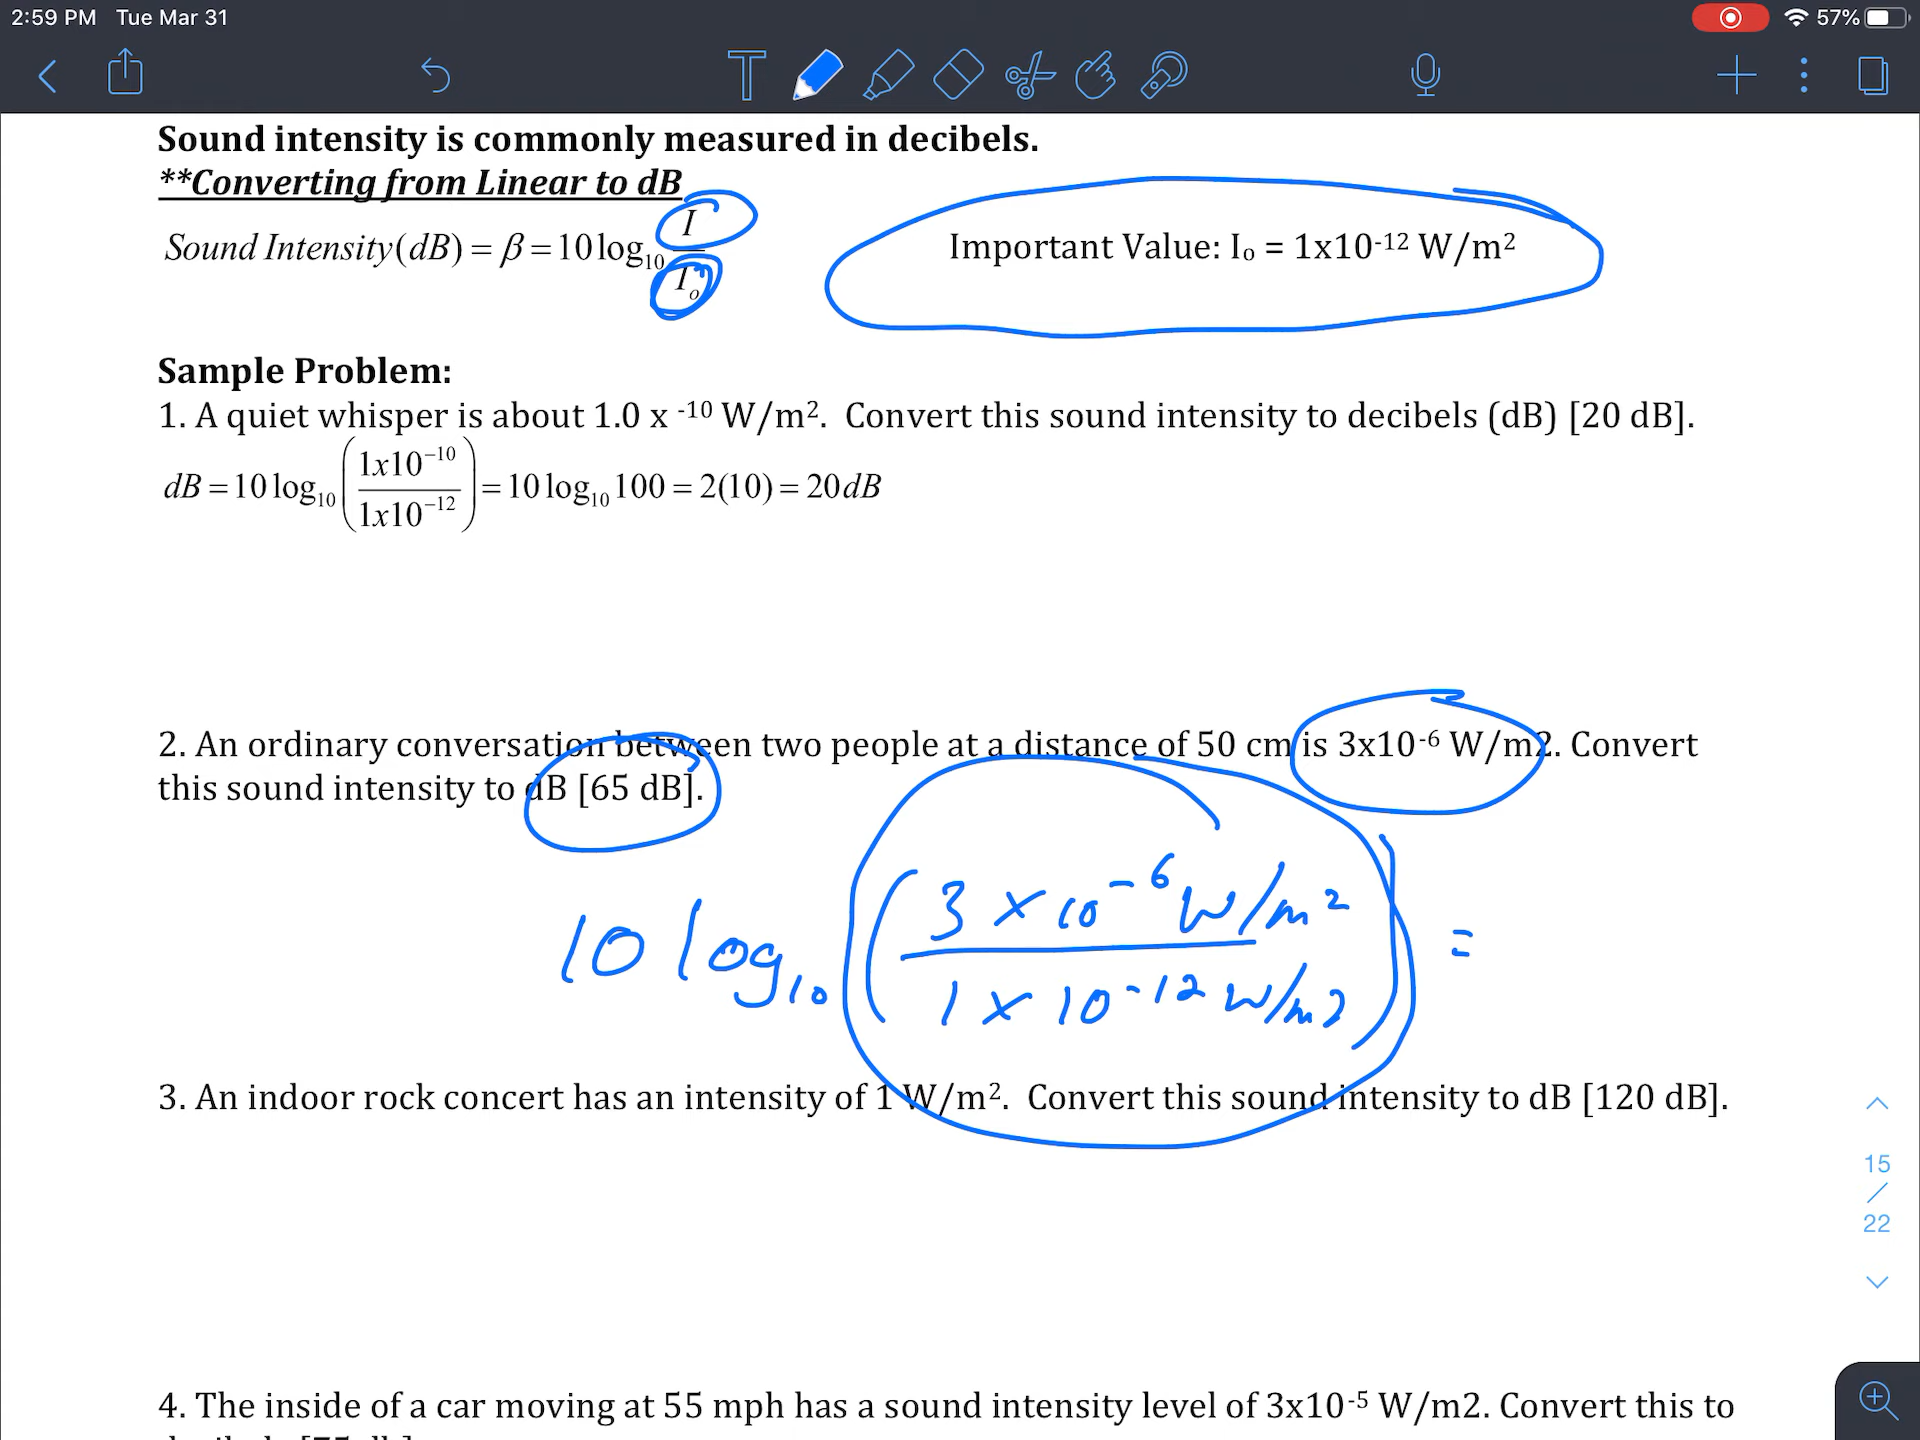 2:59 PM Tue Mar 31
57%
Sound intensity is commonly measured in decibels.
**Converting from Linear to dB
Sound Intensity(dB) = β = 10 log₁₀ I/Iₒ
Important Value: Iₒ = 1x10⁻¹² W/m²
Sample Problem:
1. A quiet whisper is about 1.0 x ⁻¹⁰ W/m². Convert this sound intensity to decibels (dB) [20 dB].
dB = 10 log₁₀ (1x10⁻¹⁰/1x10⁻¹²) = 10 log₁₀ 100 = 2(10) = 20dB
2. An ordinary conversation between two people at a distance of 50 cm is 3x10⁻⁶ W/m2. Convert
this sound intensity to dB [65 dB].
10 log₁₀ (3 x 10⁻⁶ W/m² / 1 x 10⁻¹² W/m2) =
3. An indoor rock concert has an intensity of 1 W/m². Convert this sound intensity to dB [120 dB].
15
/
22
4. The inside of a car moving at 55 mph has a sound intensity level of 3x10⁻⁵ W/m2. Convert this to